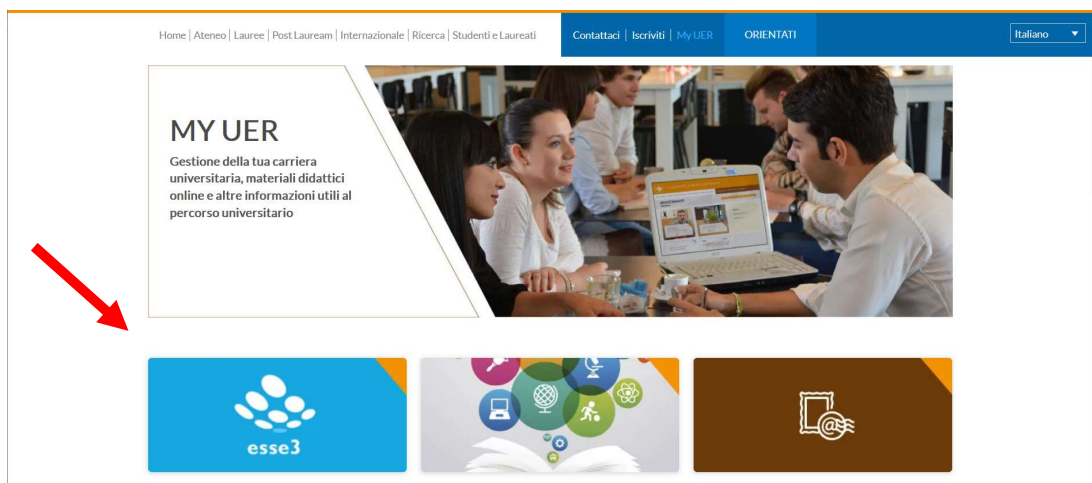 Home | Ateneo | Lauree | Post Lauream | Internazionale | Ricerca | Studenti e Laureati
Contattaci | Iscriviti | My UER
ORIENTATI
Italiano
MY UER
Gestione della tua carriera
universitaria, materiali didattici
online e altre informazioni utili al
percorso universitario
esse3